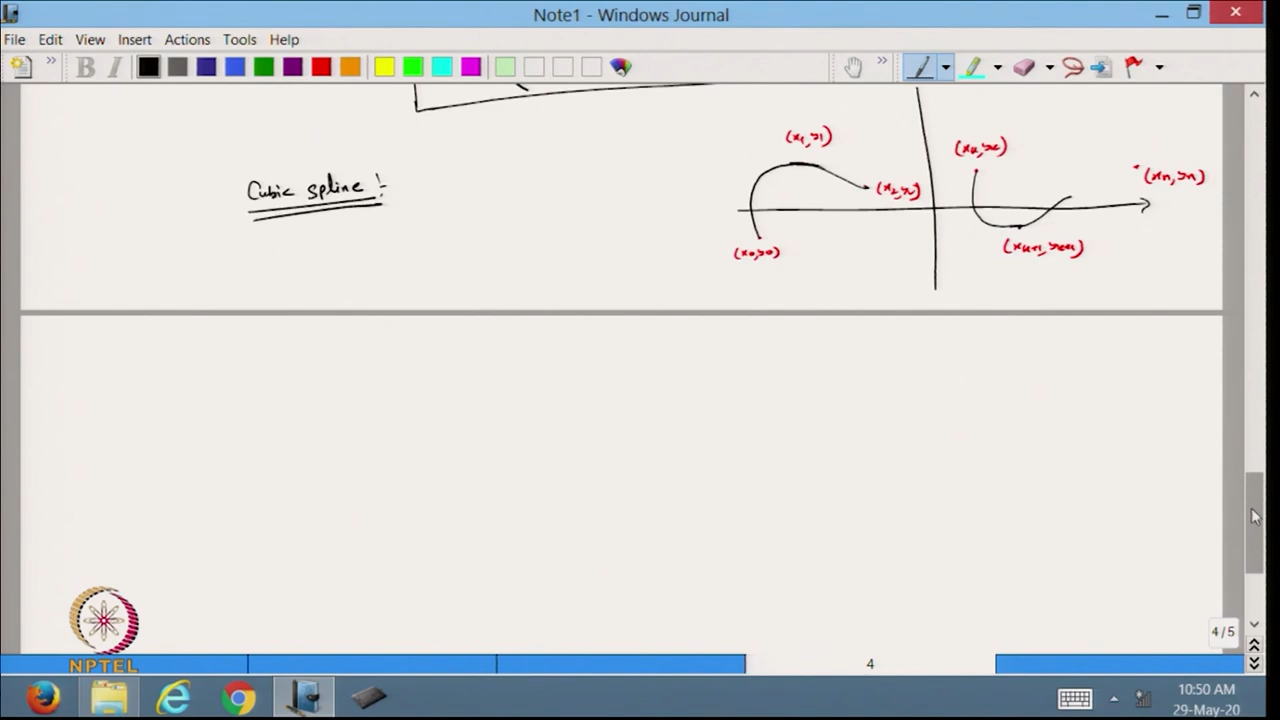 Note1 - Windows Journal
File Edit View Insert Actions Tools Help
B I
(x1, y1)
(xk, yk)
Cubic spline :-
(x2, y2)
(xn, yn)
(x0, y0)
(xk+1, yk+1)
4 / 5
NPTEL
4
10:50 AM
29-May-20